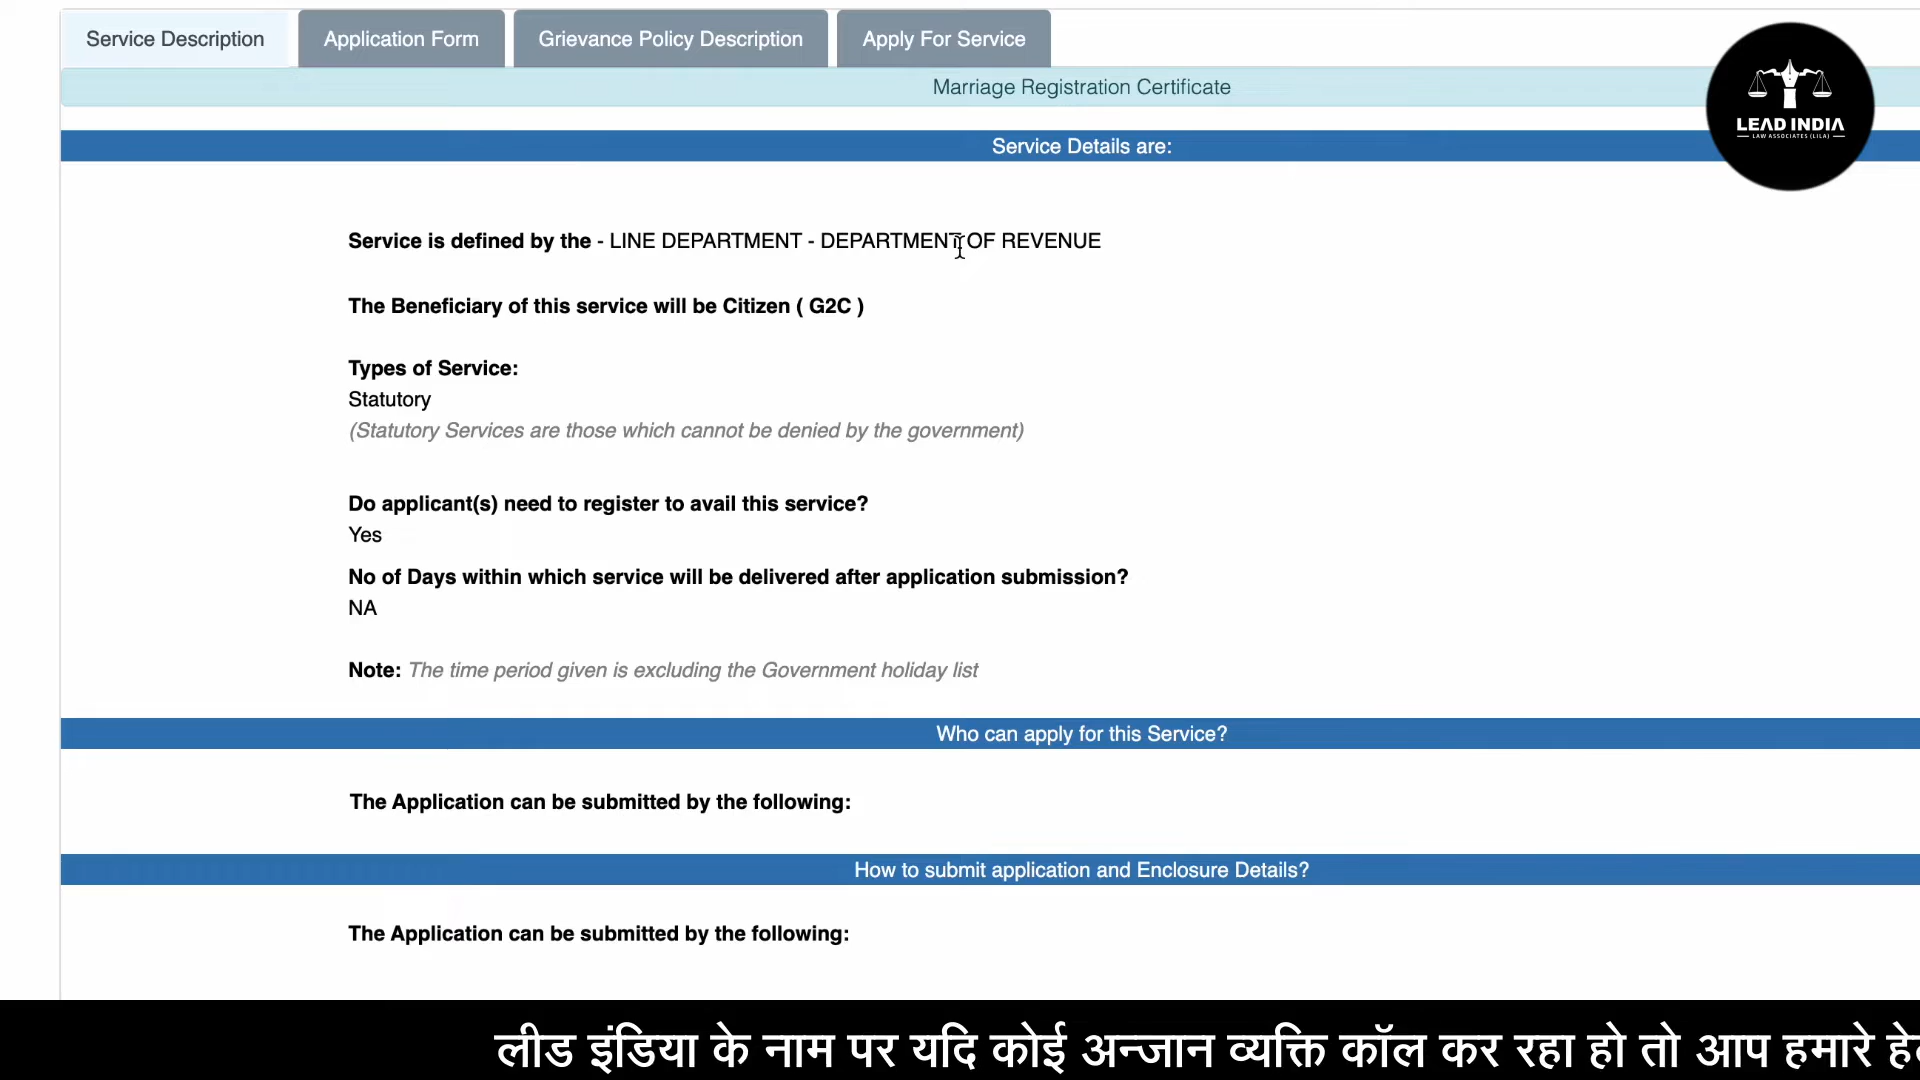 Service Description
Application Form
Grievance Policy Description
Apply For Service
Marriage Registration Certificate
LEAD INDIA
LAW ASSOCIATES (LILA)
Service Details are:
Service is defined by the - LINE DEPARTMENT - DEPARTMENT OF REVENUE
The Beneficiary of this service will be Citizen ( G2C )
Types of Service:
Statutory
(Statutory Services are those which cannot be denied by the government)
Do applicant(s) need to register to avail this service?
Yes
No of Days within which service will be delivered after application submission?
NA
Note: The time period given is excluding the Government holiday list
Who can apply for this Service?
The Application can be submitted by the following:
How to submit application and Enclosure Details?
The Application can be submitted by the following:
लीड इंडिया के नाम पर यदि कोई अन्जान व्यक्ति कॉल कर रहा हो तो आप हमारे